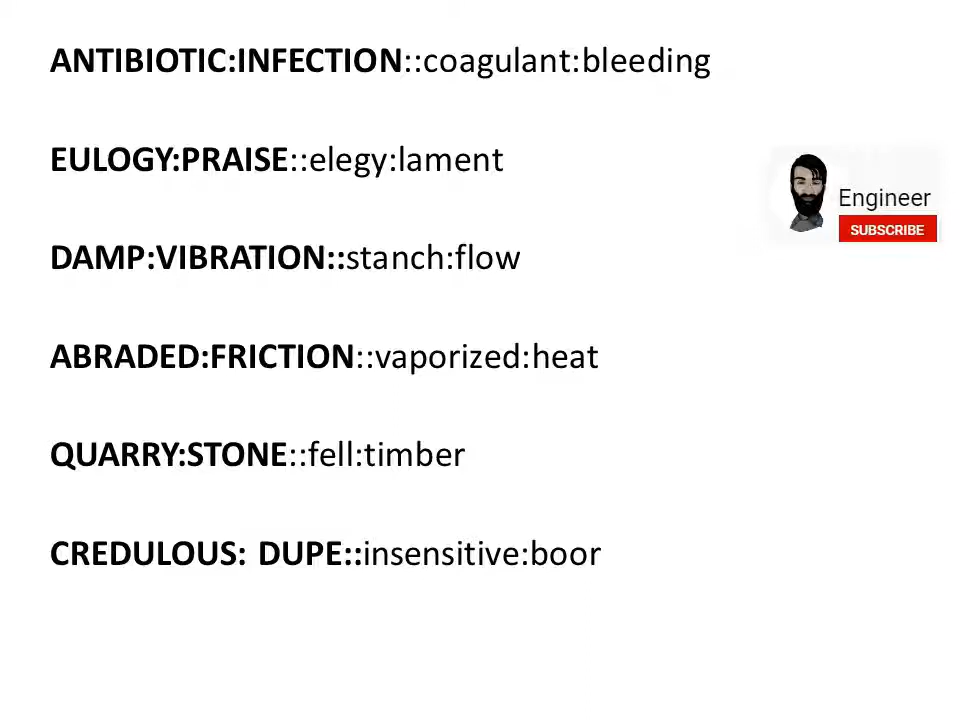 ANTIBIOTIC:INFECTION::coagulant:bleeding
EULOGY:PRAISE::elegy:lament
Engineer
SUBSCRIBE
DAMP:VIBRATION::stanch:flow
ABRADED:FRICTION::vaporized:heat
QUARRY:STONE::fell:timber
CREDULOUS: DUPE::insensitive:boor